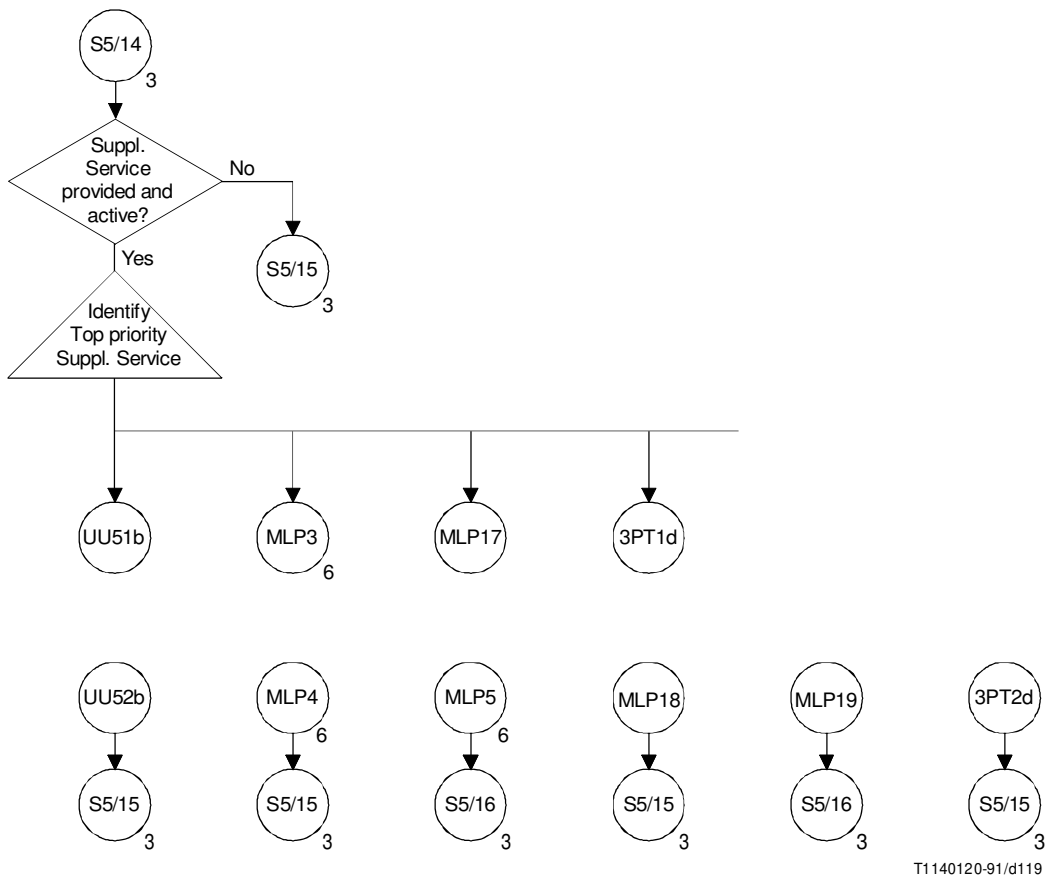 S5/14
3
Suppl.
Service
provided and
active?
No
Yes
S5/15
3
Identify
Top priority
Suppl. Service
UU51b
MLP3
6
MLP17
3PT1d
UU52b
MLP4
6
MLP5
6
MLP18
MLP19
3PT2d
S5/15
3
S5/15
3
S5/16
3
S5/15
3
S5/16
3
S5/15
3
T1140120-91/d119